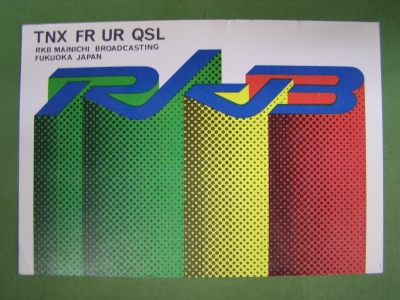 TNX FR UR QSL
RKB MAINICHI BROADCASTING
FUKUOKA JAPAN
RKB